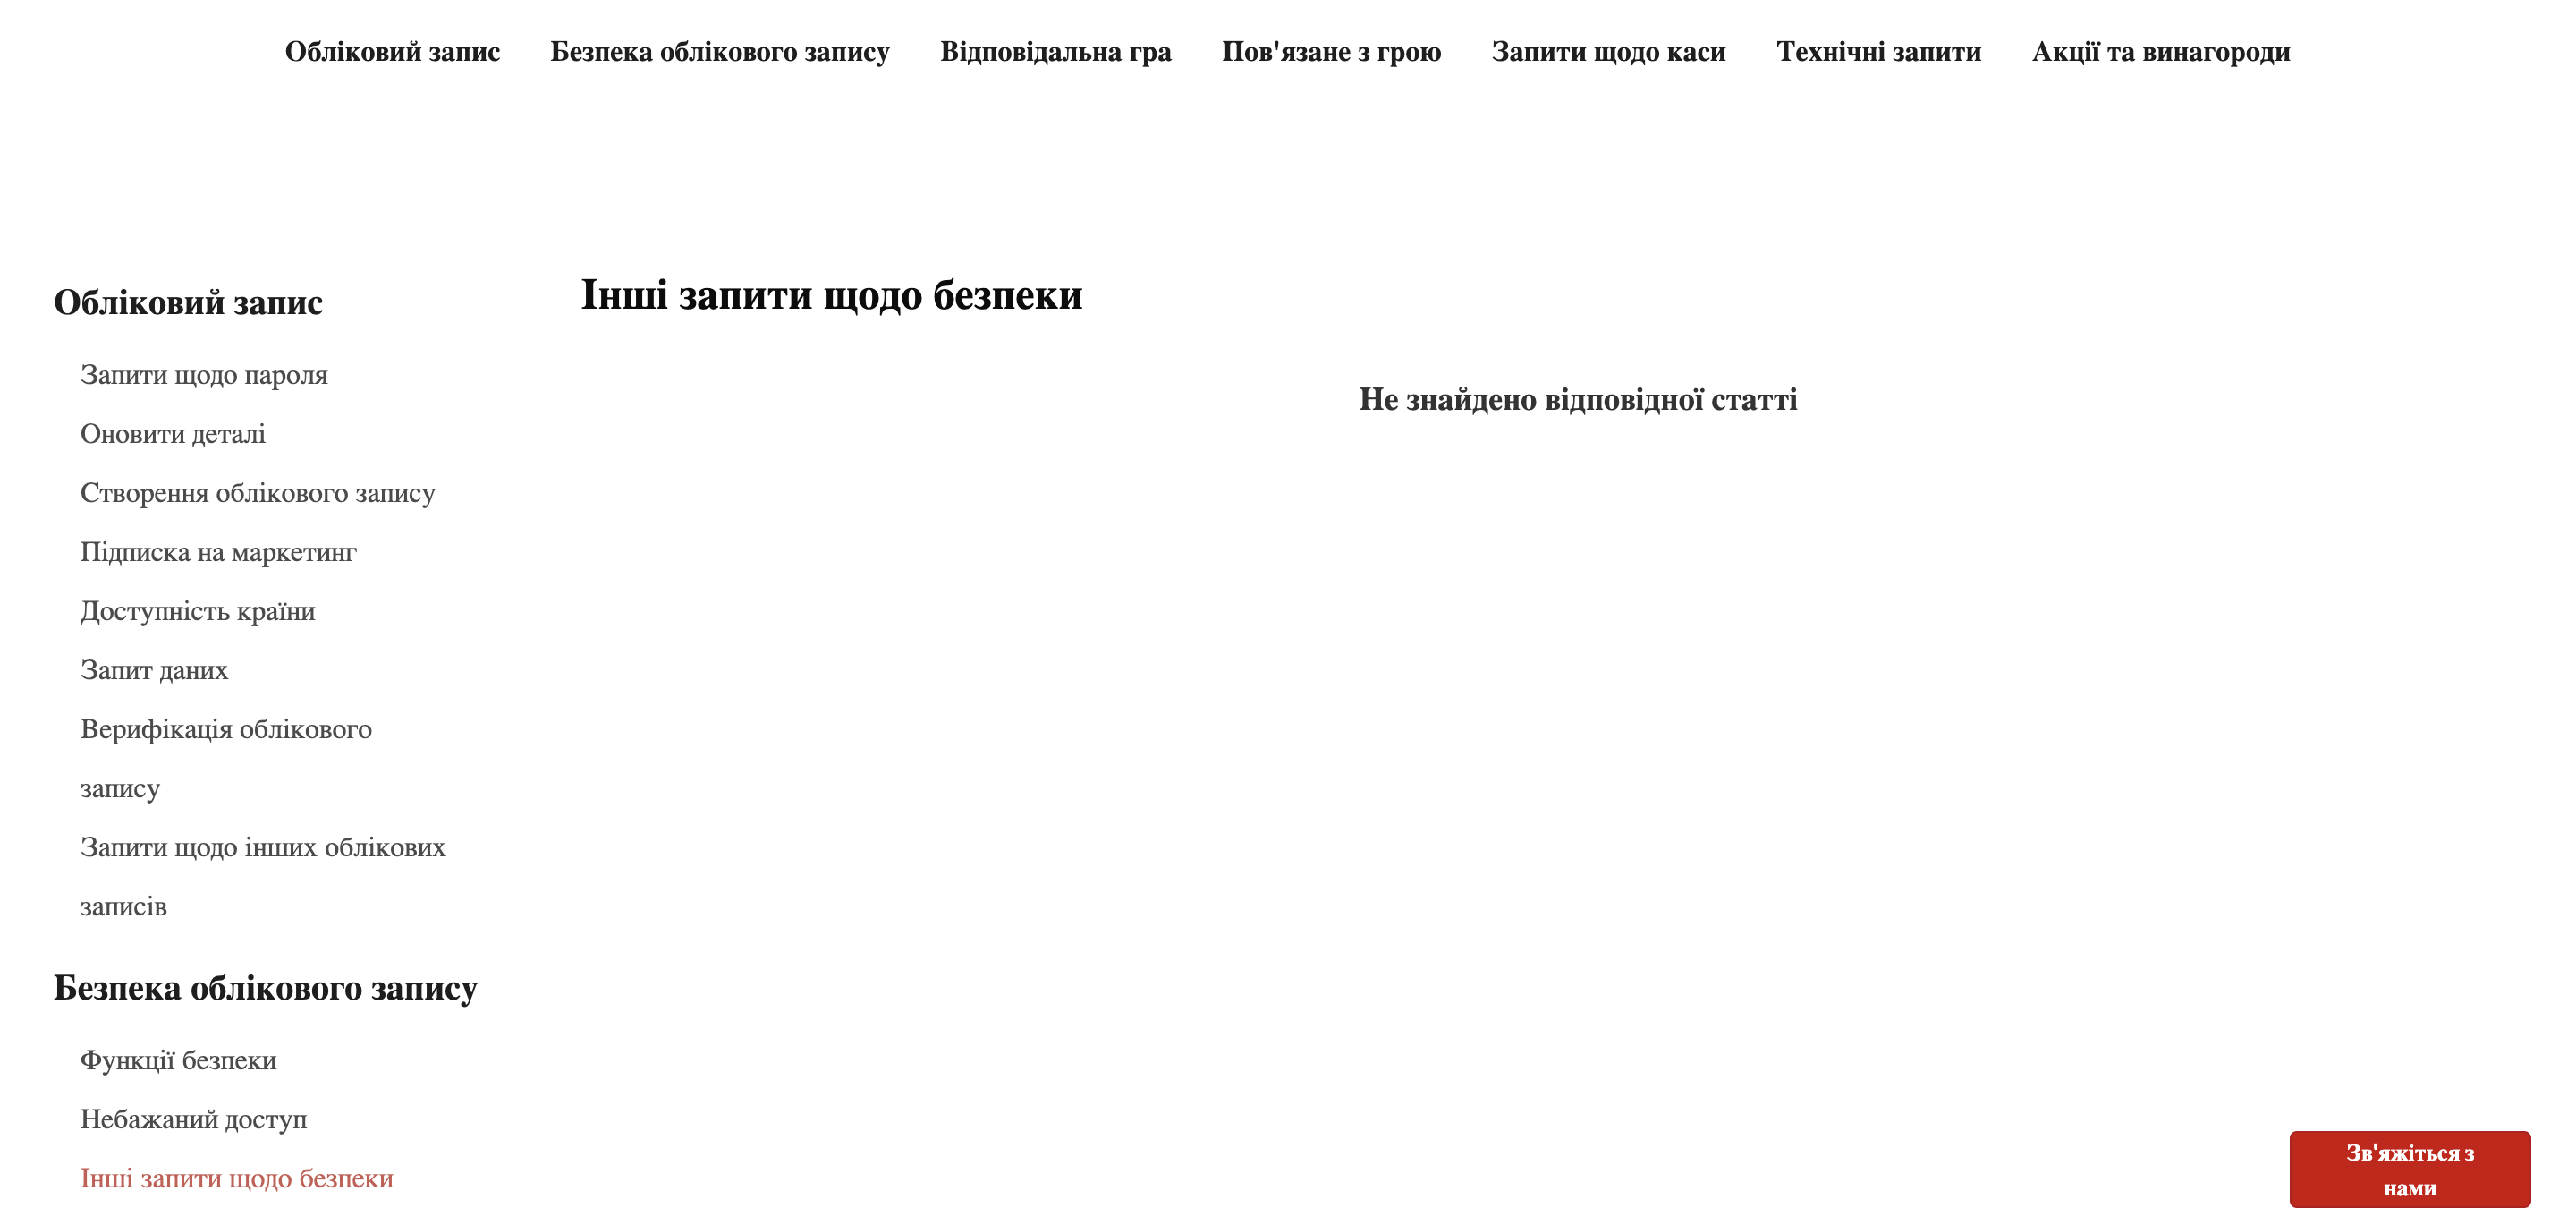 Обліковий запис
Безпека облікового запису
Відповідальна гра
Пов'язане з грою
Запити щодо каси
Технічні запити
Акції та винагороди
Обліковий запис
Запити щодо пароля
Оновити деталі
Створення облікового запису
Підписка на маркетинг
Доступність країни
Запит даних
Верифікація облікового
запису
Запити щодо інших облікових
записів
Безпека облікового запису
Функції безпеки
Небажаний доступ
Інші запити щодо безпеки
Інші запити щодо безпеки
Не знайдено відповідної статті
Зв'яжіться з
нами